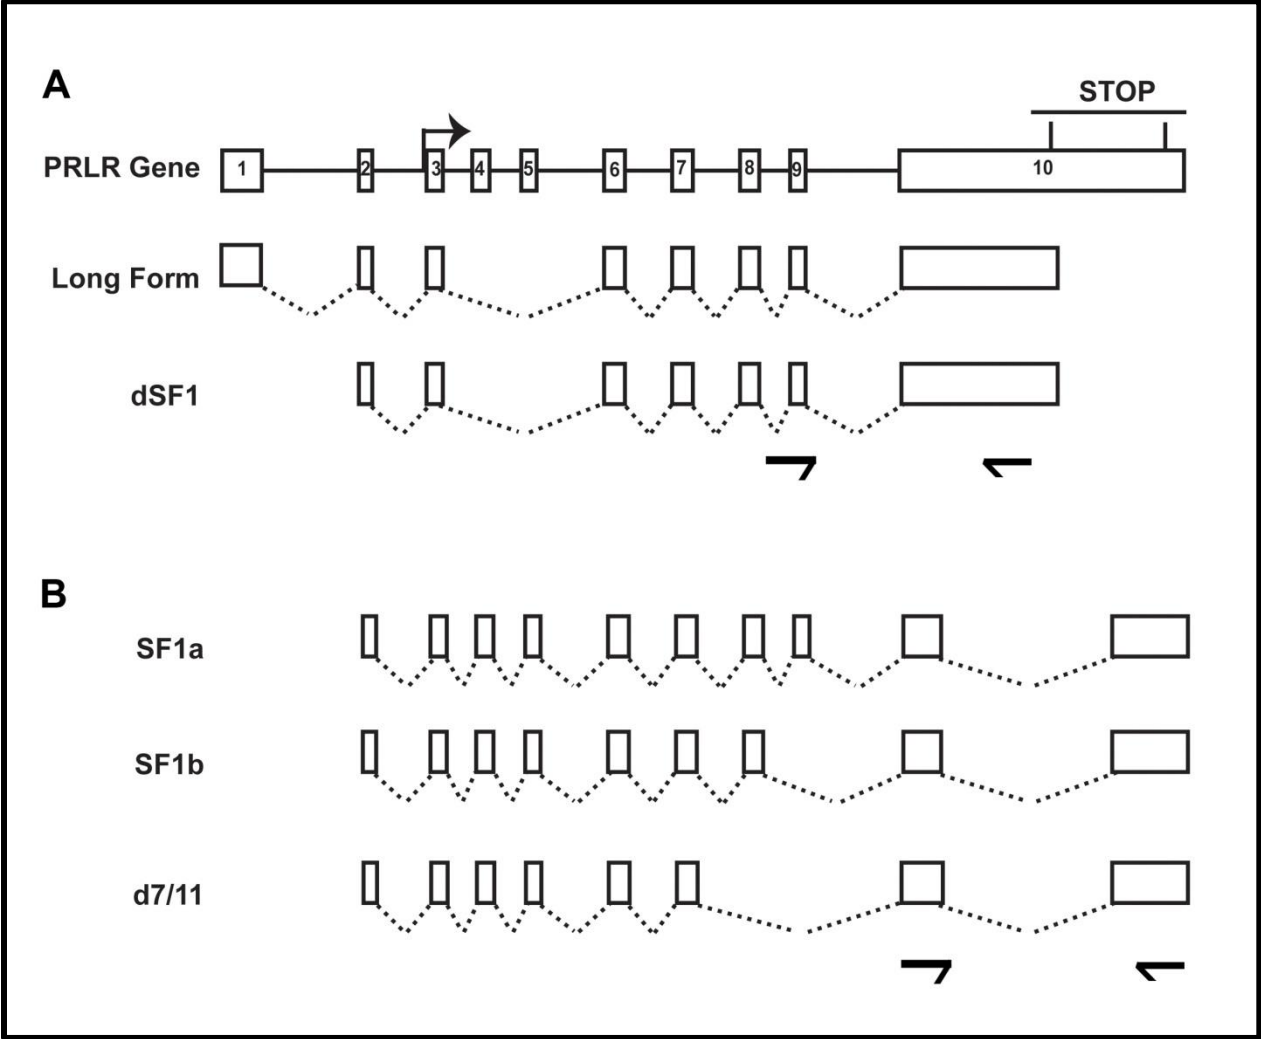 A
STOP
PRLR Gene 1 2 3 4 5 6 7 8 9 10
Long Form
dSF1
B
SF1a
SF1b
d7/11